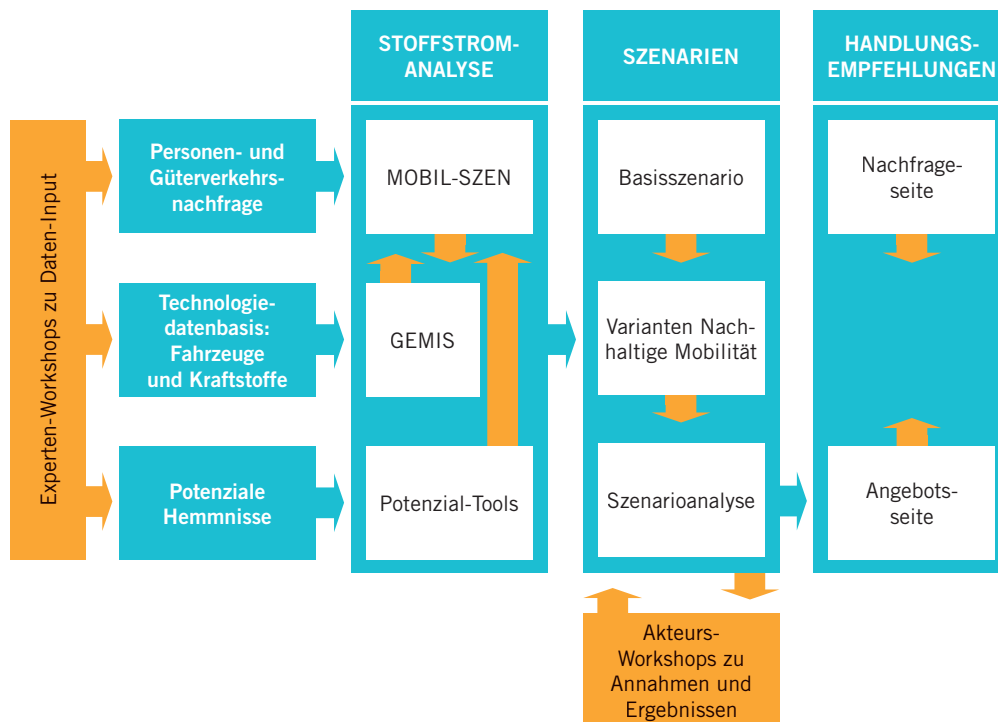 STOFFSTROM-
ANALYSE
SZENARIEN
HANDLUNGS-
EMPFEHLUNGEN
Experten-Workshops zu Daten-Input
Personen- und
Güterverkehrs-
nachfrage
MOBIL-SZEN
Basisszenario
Nachfrage-
seite
Technologie-
datenbasis:
Fahrzeuge
und Kraftstoffe
GEMIS
Varianten Nach-
haltige Mobilität
Potenziale
Hemmnisse
Potenzial-Tools
Szenarioanalyse
Angebots-
seite
Akteurs-
Workshops zu
Annahmen und
Ergebnissen